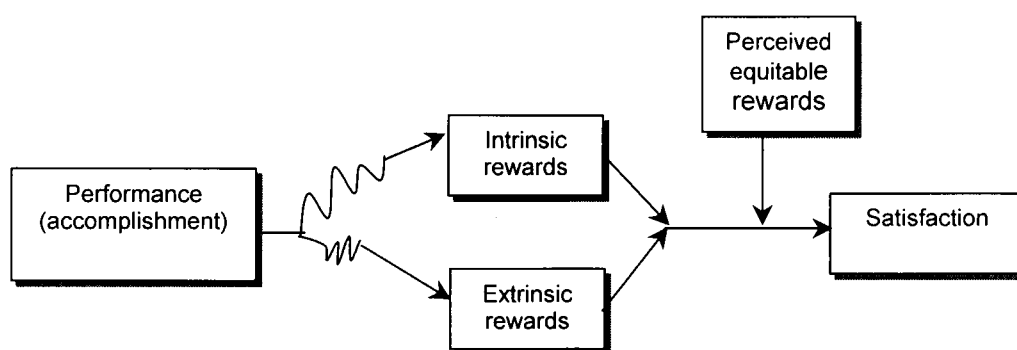 Perceived
equitable
rewards
Intrinsic
rewards
Performance
(accomplishment)
Satisfaction
Extrinsic
rewards